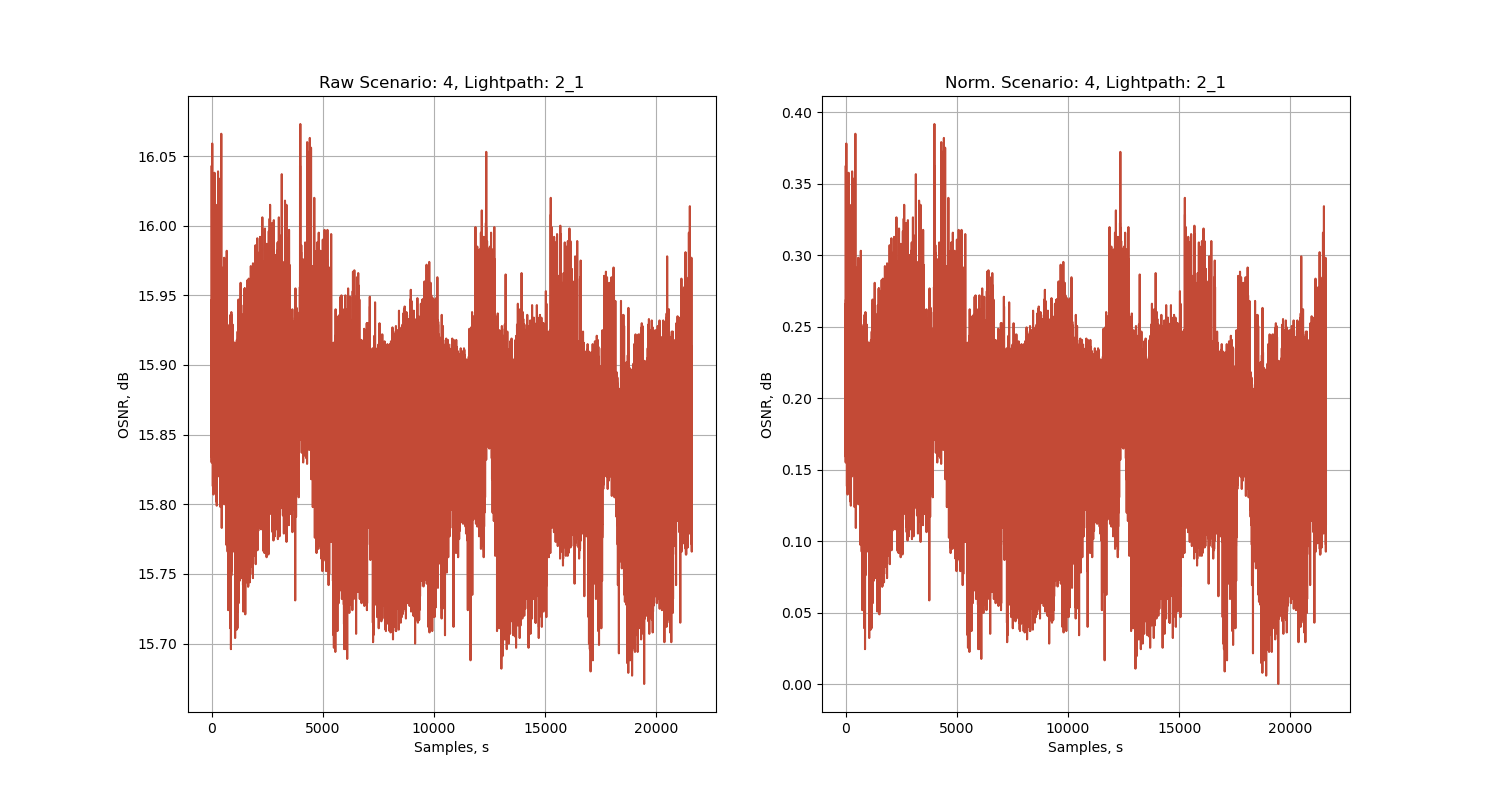 Raw Scenario: 4, Lightpath: 2_1
16.05
16.00
15.95
15.90
15.85
15.80
15.75
15.70
OSNR, dB
0 5000 10000 15000 20000
Samples, s
Norm. Scenario: 4, Lightpath: 2_1
0.40
0.35
0.30
0.25
0.20
0.15
0.10
0.05
0.00
OSNR, dB
0 5000 10000 15000 20000
Samples, s